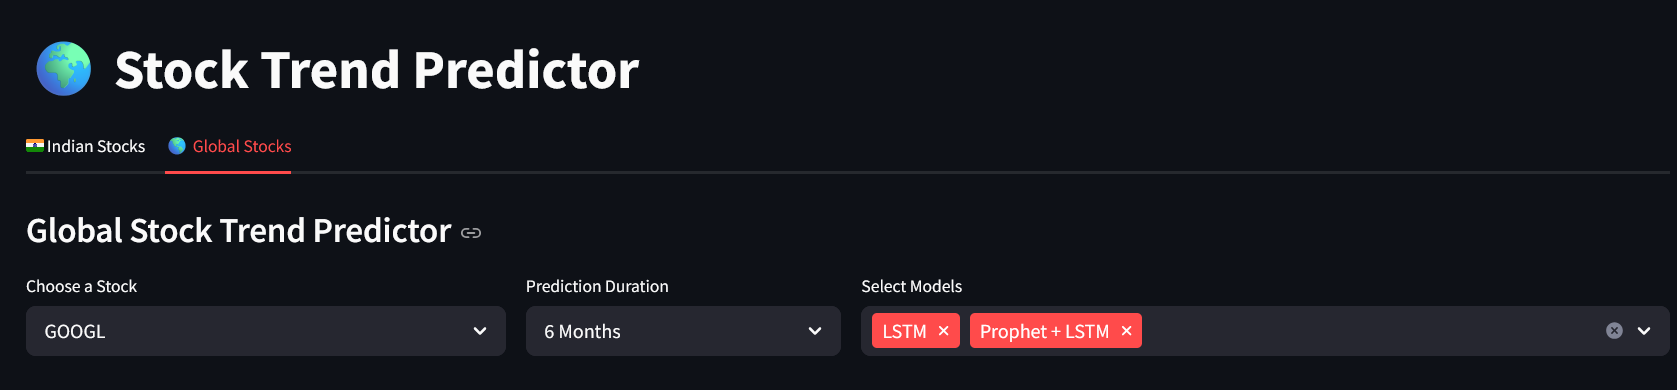 Stock Trend Predictor
Indian Stocks Global Stocks
Global Stock Trend Predictor
Choose a Stock Prediction Duration Select Models
GOOGL 6 Months LSTM × Prophet + LSTM ×